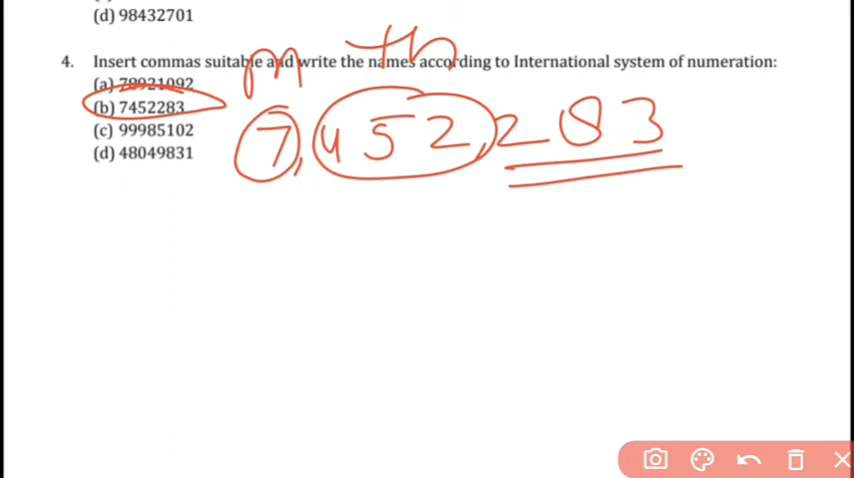 (d) 98432701
m th
4. Insert commas suitable and write the names according to International system of numeration:
(a) 78921092
(b) 7452283
7,452,283
(c) 99985102
(d) 48049831